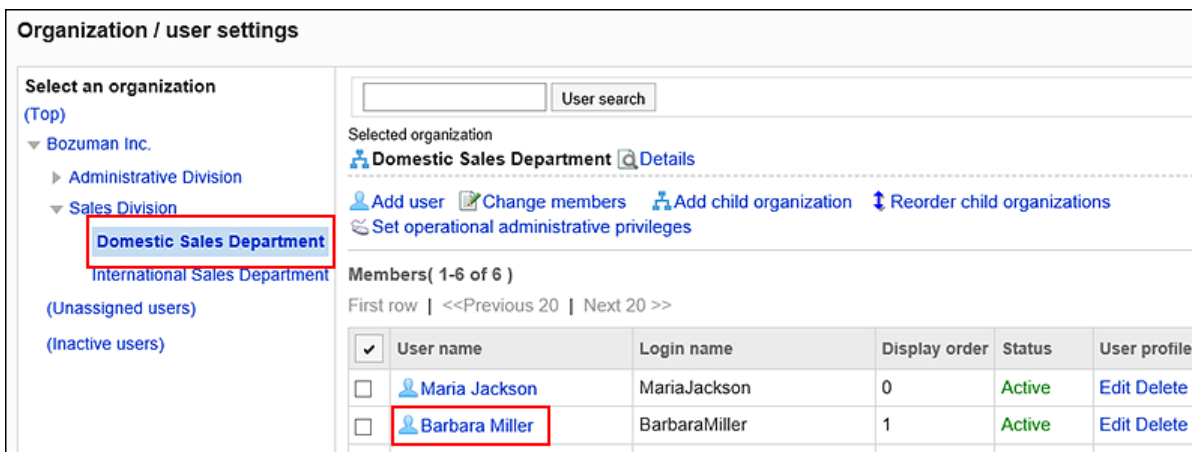 Organization / user settings
Select an organization
(Top)
Bozuman Inc.
Administrative Division
Sales Division
Domestic Sales Department
International Sales Department
(Unassigned users)
(Inactive users)
User search
Selected organization
Domestic Sales Department Details
Add user Change members Add child organization Reorder child organizations
Set operational administrative privileges
Members( 1-6 of 6 )
First row | <<Previous 20 | Next 20 >>
User name Login name Display order Status User profile
Maria Jackson MariaJackson 0 Active Edit Delete
Barbara Miller BarbaraMiller 1 Active Edit Delete